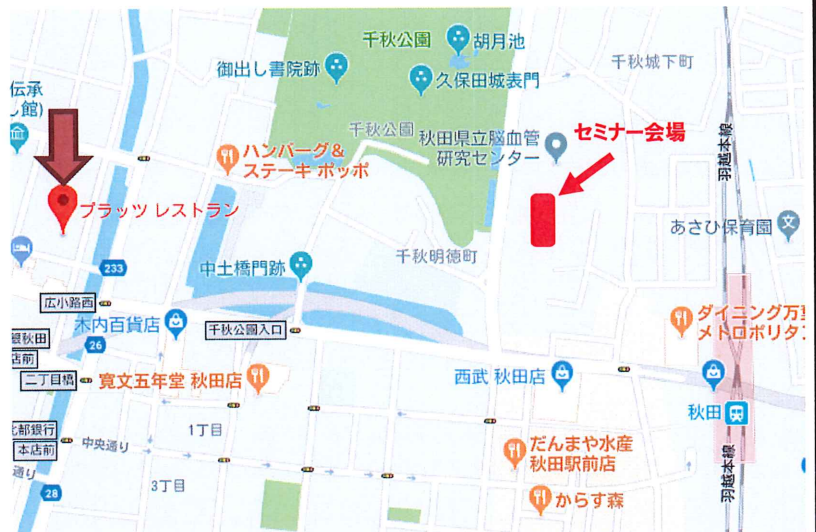 千秋公園
胡月池
千秋城下町
御出し書院跡
久保田城表門
伝承
し館)
千秋公園
秋田県立脳血管
研究センター
セミナー会場
羽越本線
ハンバーグ&
ステーキ ポッポ
プラッツ レストラン
あさひ保育園
文
千秋明徳町
中土橋門跡
233
広小路西
木内百貨店
千秋公園入口
ダイニング万
メトロポリタ
銀秋田
店前
26
二丁目橋
寛文五年堂 秋田店
西武 秋田店
秋田
北都銀行
本店前
中央通り
1丁目
だんまや水産
秋田駅前店
羽越本線
通り
28
3丁目
からす森